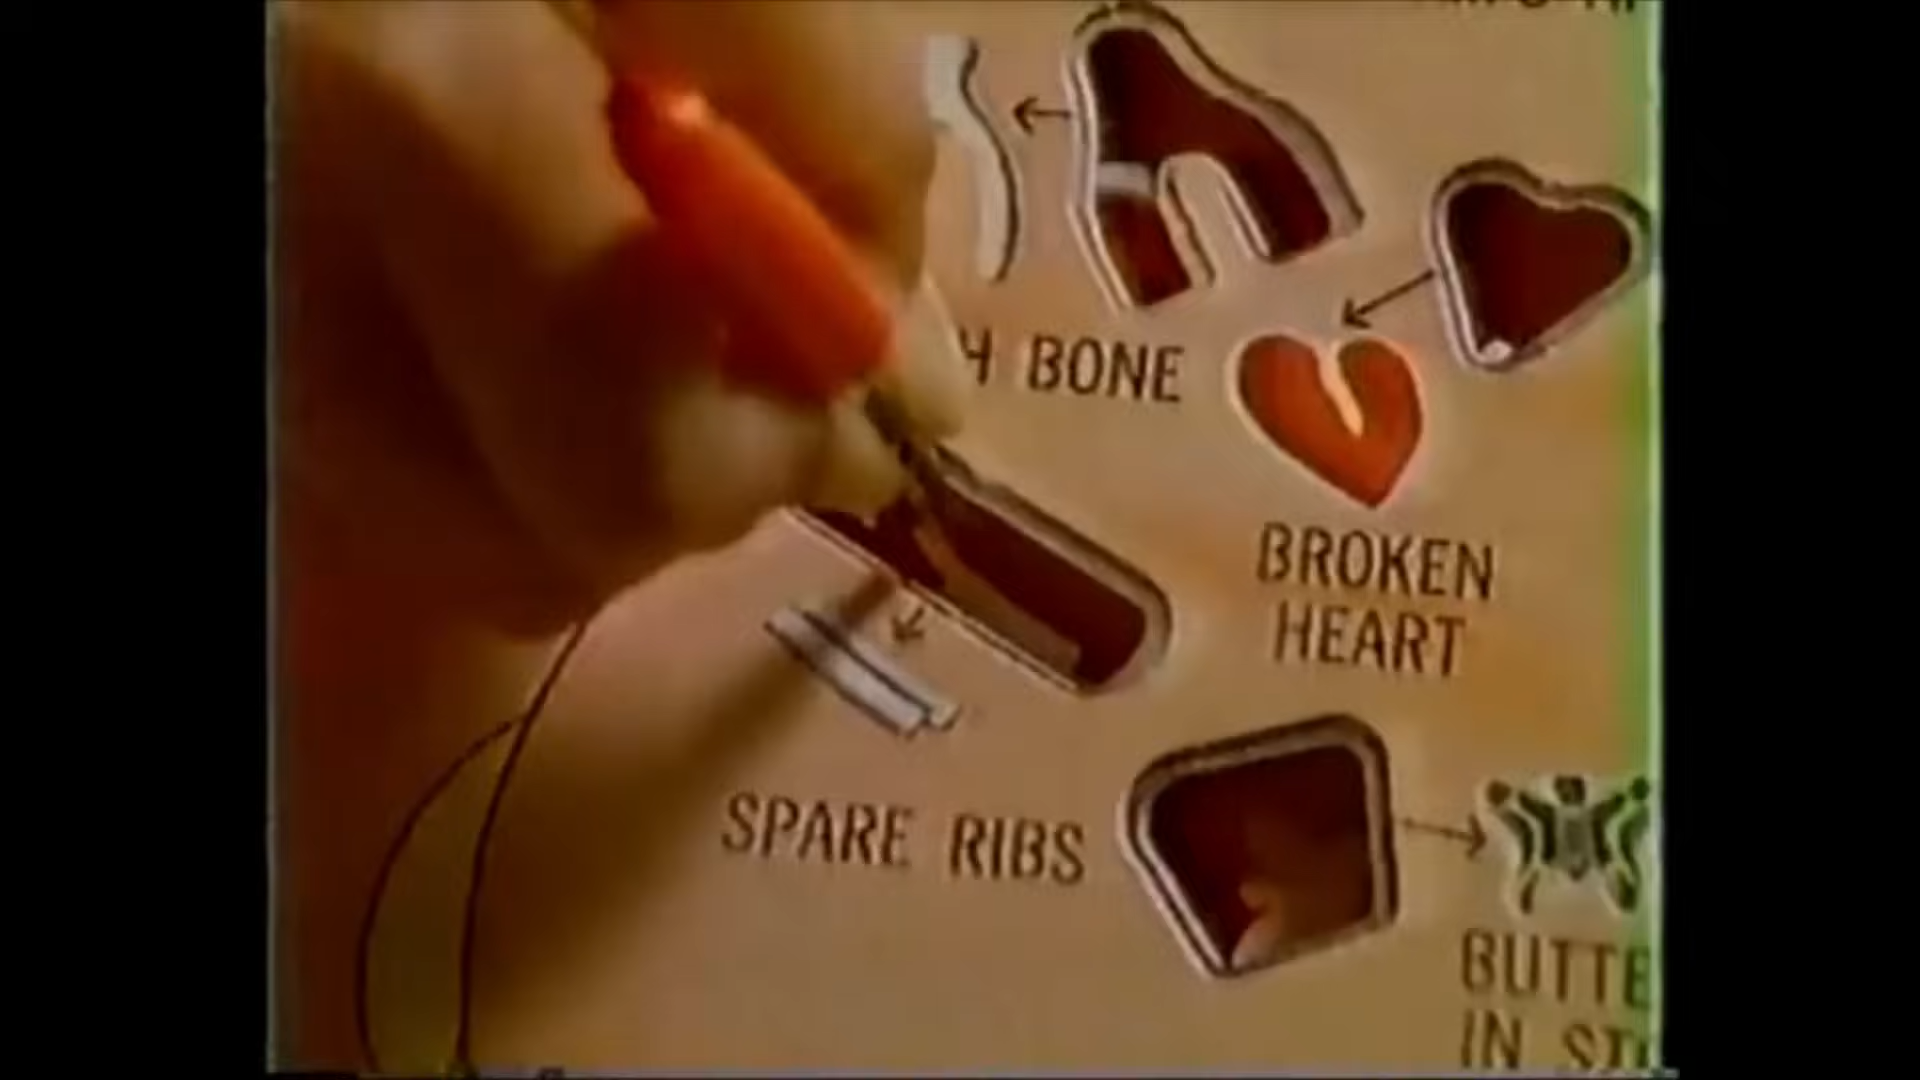 H BONE
BROKEN
HEART
SPARE RIBS
BUTTE
IN ST